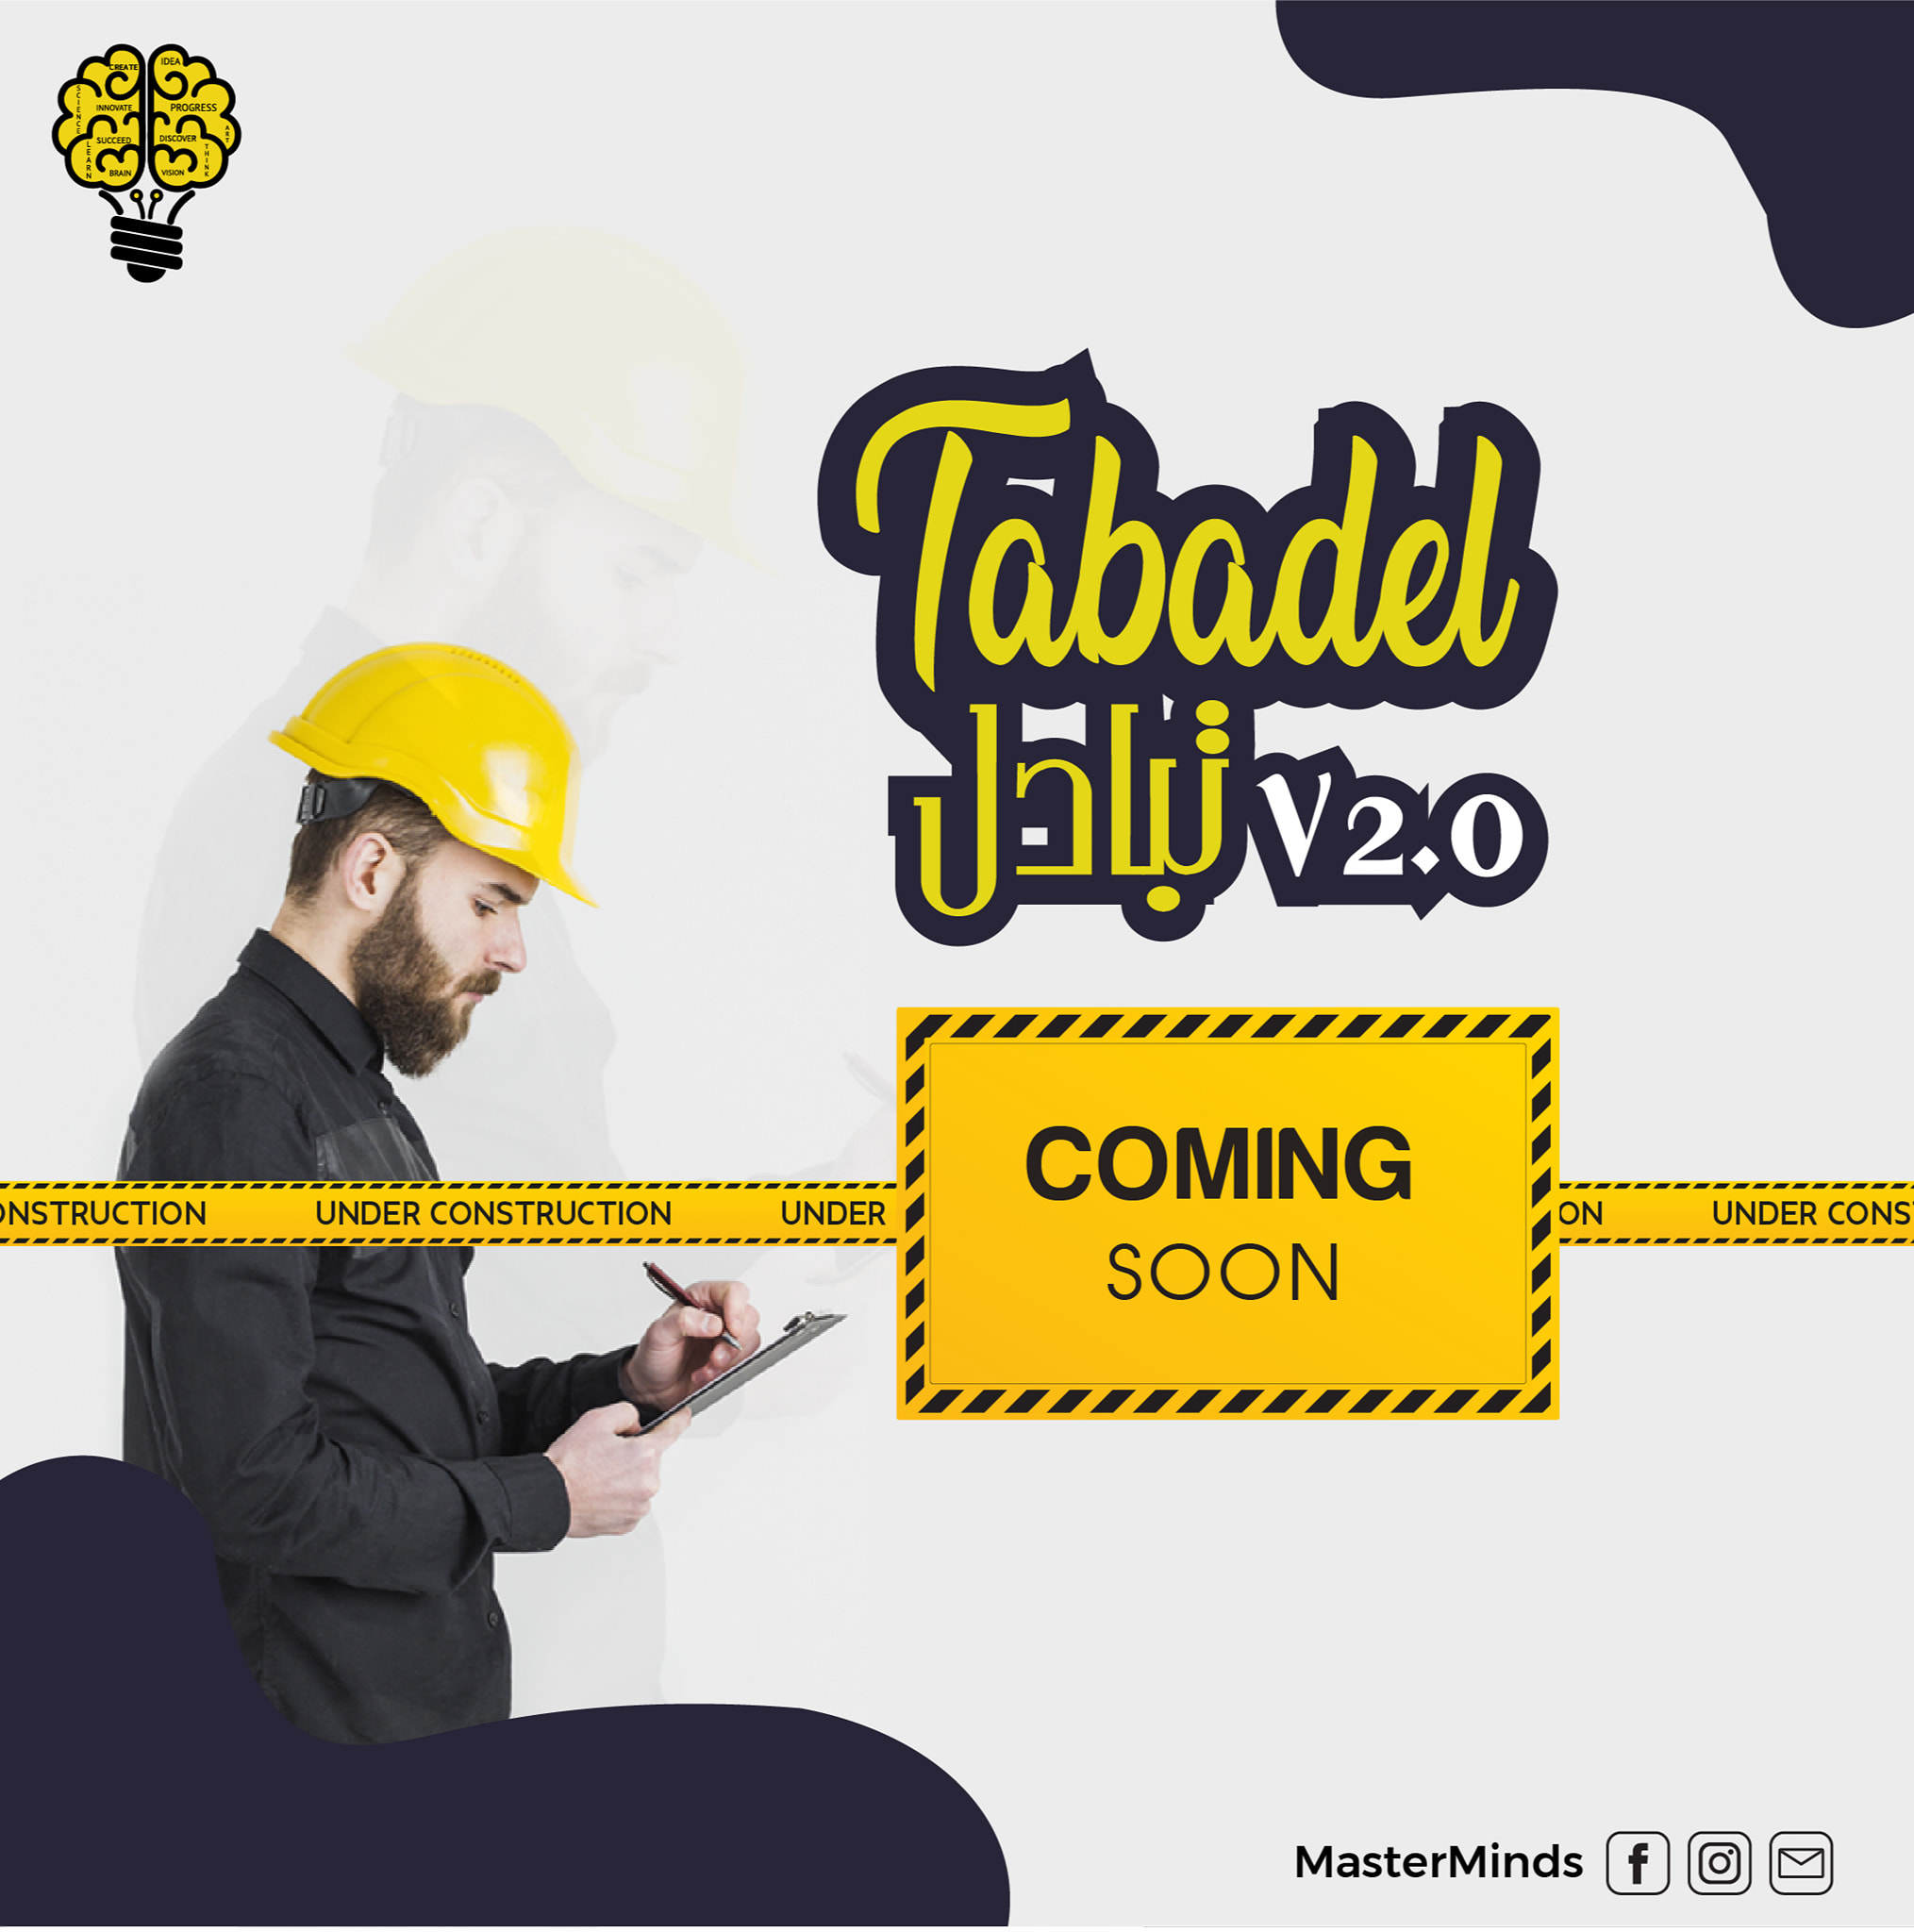 CREATE
IDEA
SCIENCE
INNOVATE
PROGRESS
ART
SUCCEED
DISCOVER
LEARN
THINK
BRAIN
VISION
Tabadel
تبادل V2.0
COMING
SOON
ONSTRUCTION UNDER CONSTRUCTION UNDER ON UNDER CONS
MasterMinds